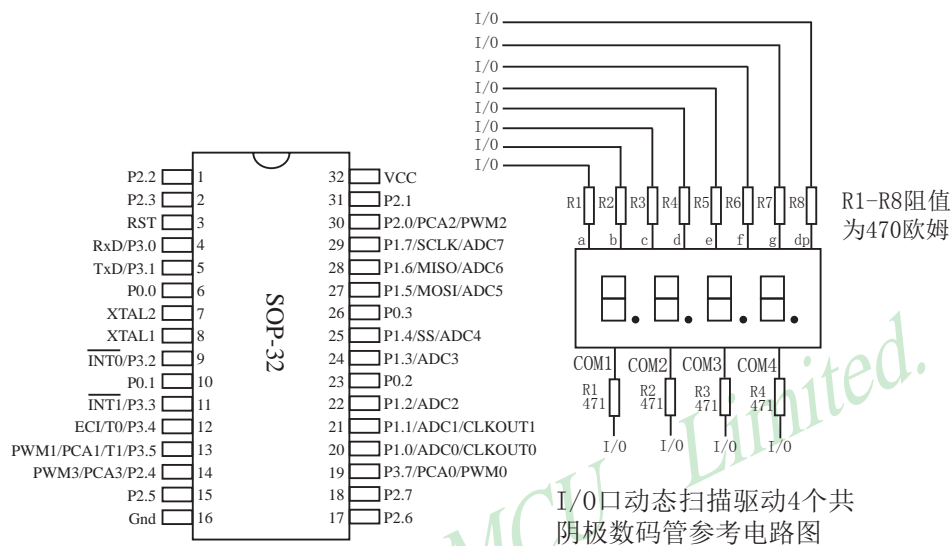 I/O
I/O
I/O
I/O
I/O
I/O
I/O
I/O
R1 R2 R3 R4 R5 R6 R7 R8
R1-R8阻值
为470欧姆
a b c d e f g dp
COM1 COM2 COM3 COM4
R1 471
R2 471
R3 471
R4 471
I/O I/O I/O I/O
I/O口动态扫描驱动4个共
阴极数码管参考电路图
P2.2 1
P2.3 2
RST 3
RxD/P3.0 4
TxD/P3.1 5
P0.0 6
XTAL2 7
XTAL1 8
INT0/P3.2 9
P0.1 10
INT1/P3.3 11
ECI/T0/P3.4 12
PWM1/PCA1/T1/P3.5 13
PWM3/PCA3/P2.4 14
P2.5 15
Gnd 16
SOP-32
32 VCC
31 P2.1
30 P2.0/PCA2/PWM2
29 P1.7/SCLK/ADC7
28 P1.6/MISO/ADC6
27 P1.5/MOSI/ADC5
26 P0.3
25 P1.4/SS/ADC4
24 P1.3/ADC3
23 P0.2
22 P1.2/ADC2
21 P1.1/ADC1/CLKOUT1
20 P1.0/ADC0/CLKOUT0
19 P3.7/PCA0/PWM0
18 P2.7
17 P2.6
MCU Limited.